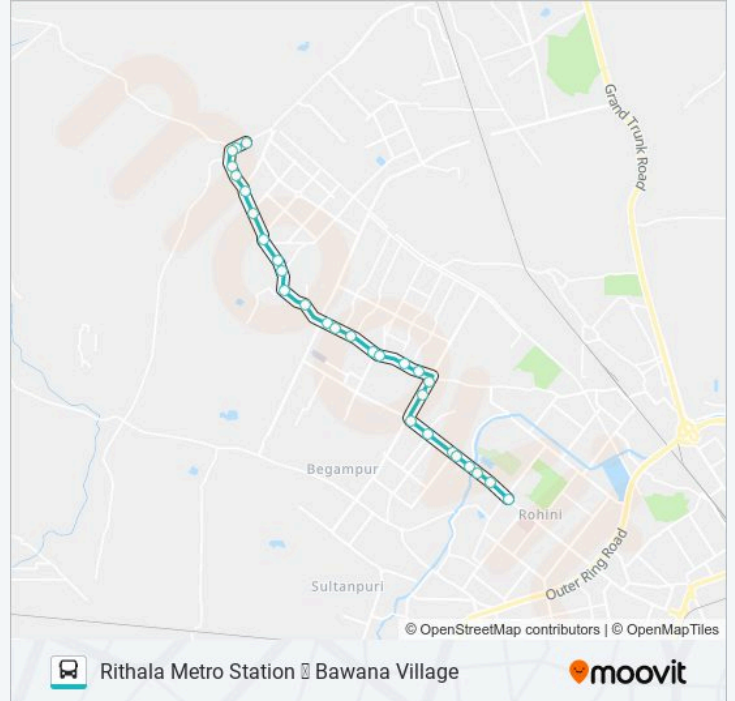 Grand Trunk Road
Begampur
Rohini
Outer Ring Road
Sultanpuri
© OpenStreetMap contributors | © OpenMapTiles
Rithala Metro Station  Bawana Village
moovit